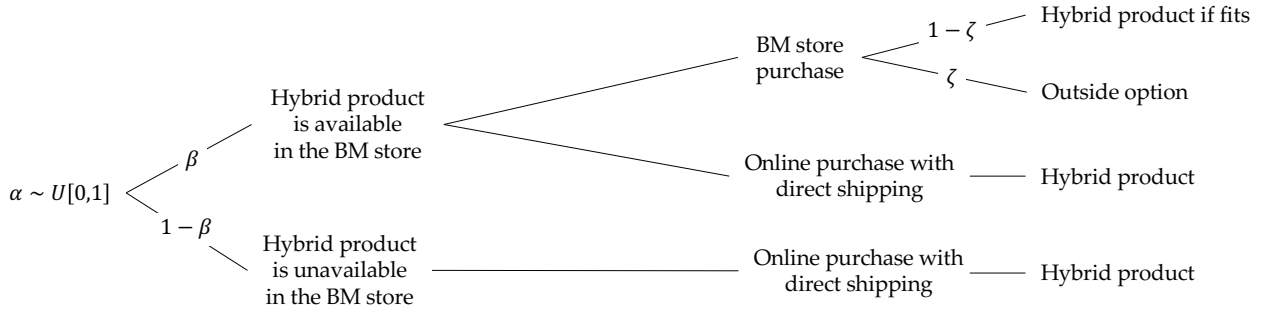 α ~ U[0,1]
β
1 − β
Hybrid product
is available
in the BM store
Hybrid product
is unavailable
in the BM store
BM store
purchase
1 − ζ
ζ
Hybrid product if fits
Outside option
Online purchase with
direct shipping
Hybrid product
Online purchase with
direct shipping
Hybrid product